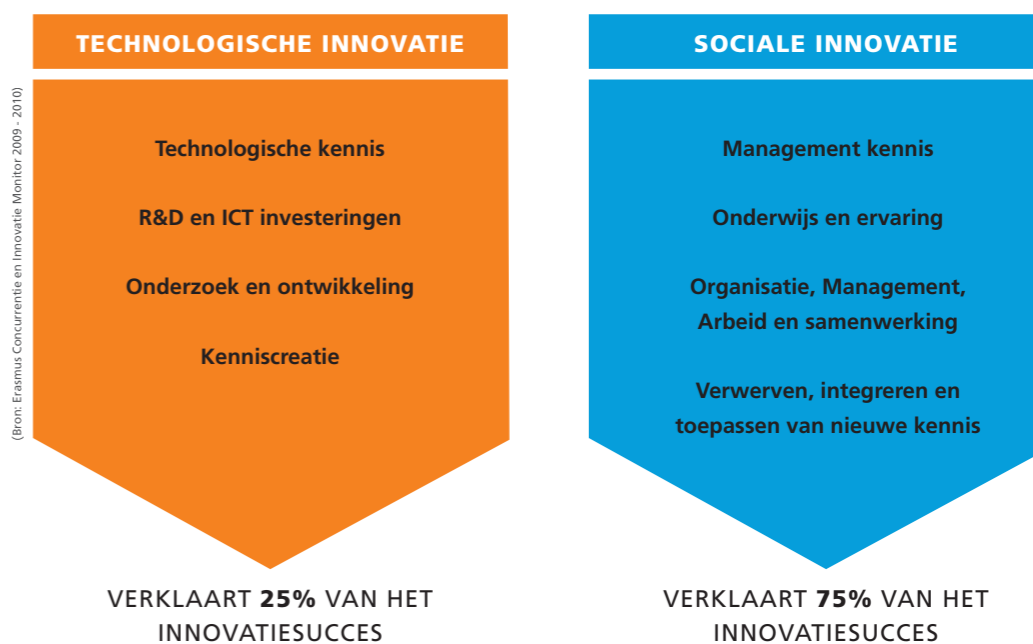 TECHNOLOGISCHE INNOVATIE
Technologische kennis
R&D en ICT investeringen
Onderzoek en ontwikkeling
Kenniscreatie
VERKLAART 25% VAN HET
INNOVATIESUCCES
SOCIALE INNOVATIE
Management kennis
Onderwijs en ervaring
Organisatie, Management,
Arbeid en samenwerking
Verwerven, integreren en
toepassen van nieuwe kennis
VERKLAART 75% VAN HET
INNOVATIESUCCES
(Bron: Erasmus Concurrentie en Innovatie Monitor 2009 - 2010)